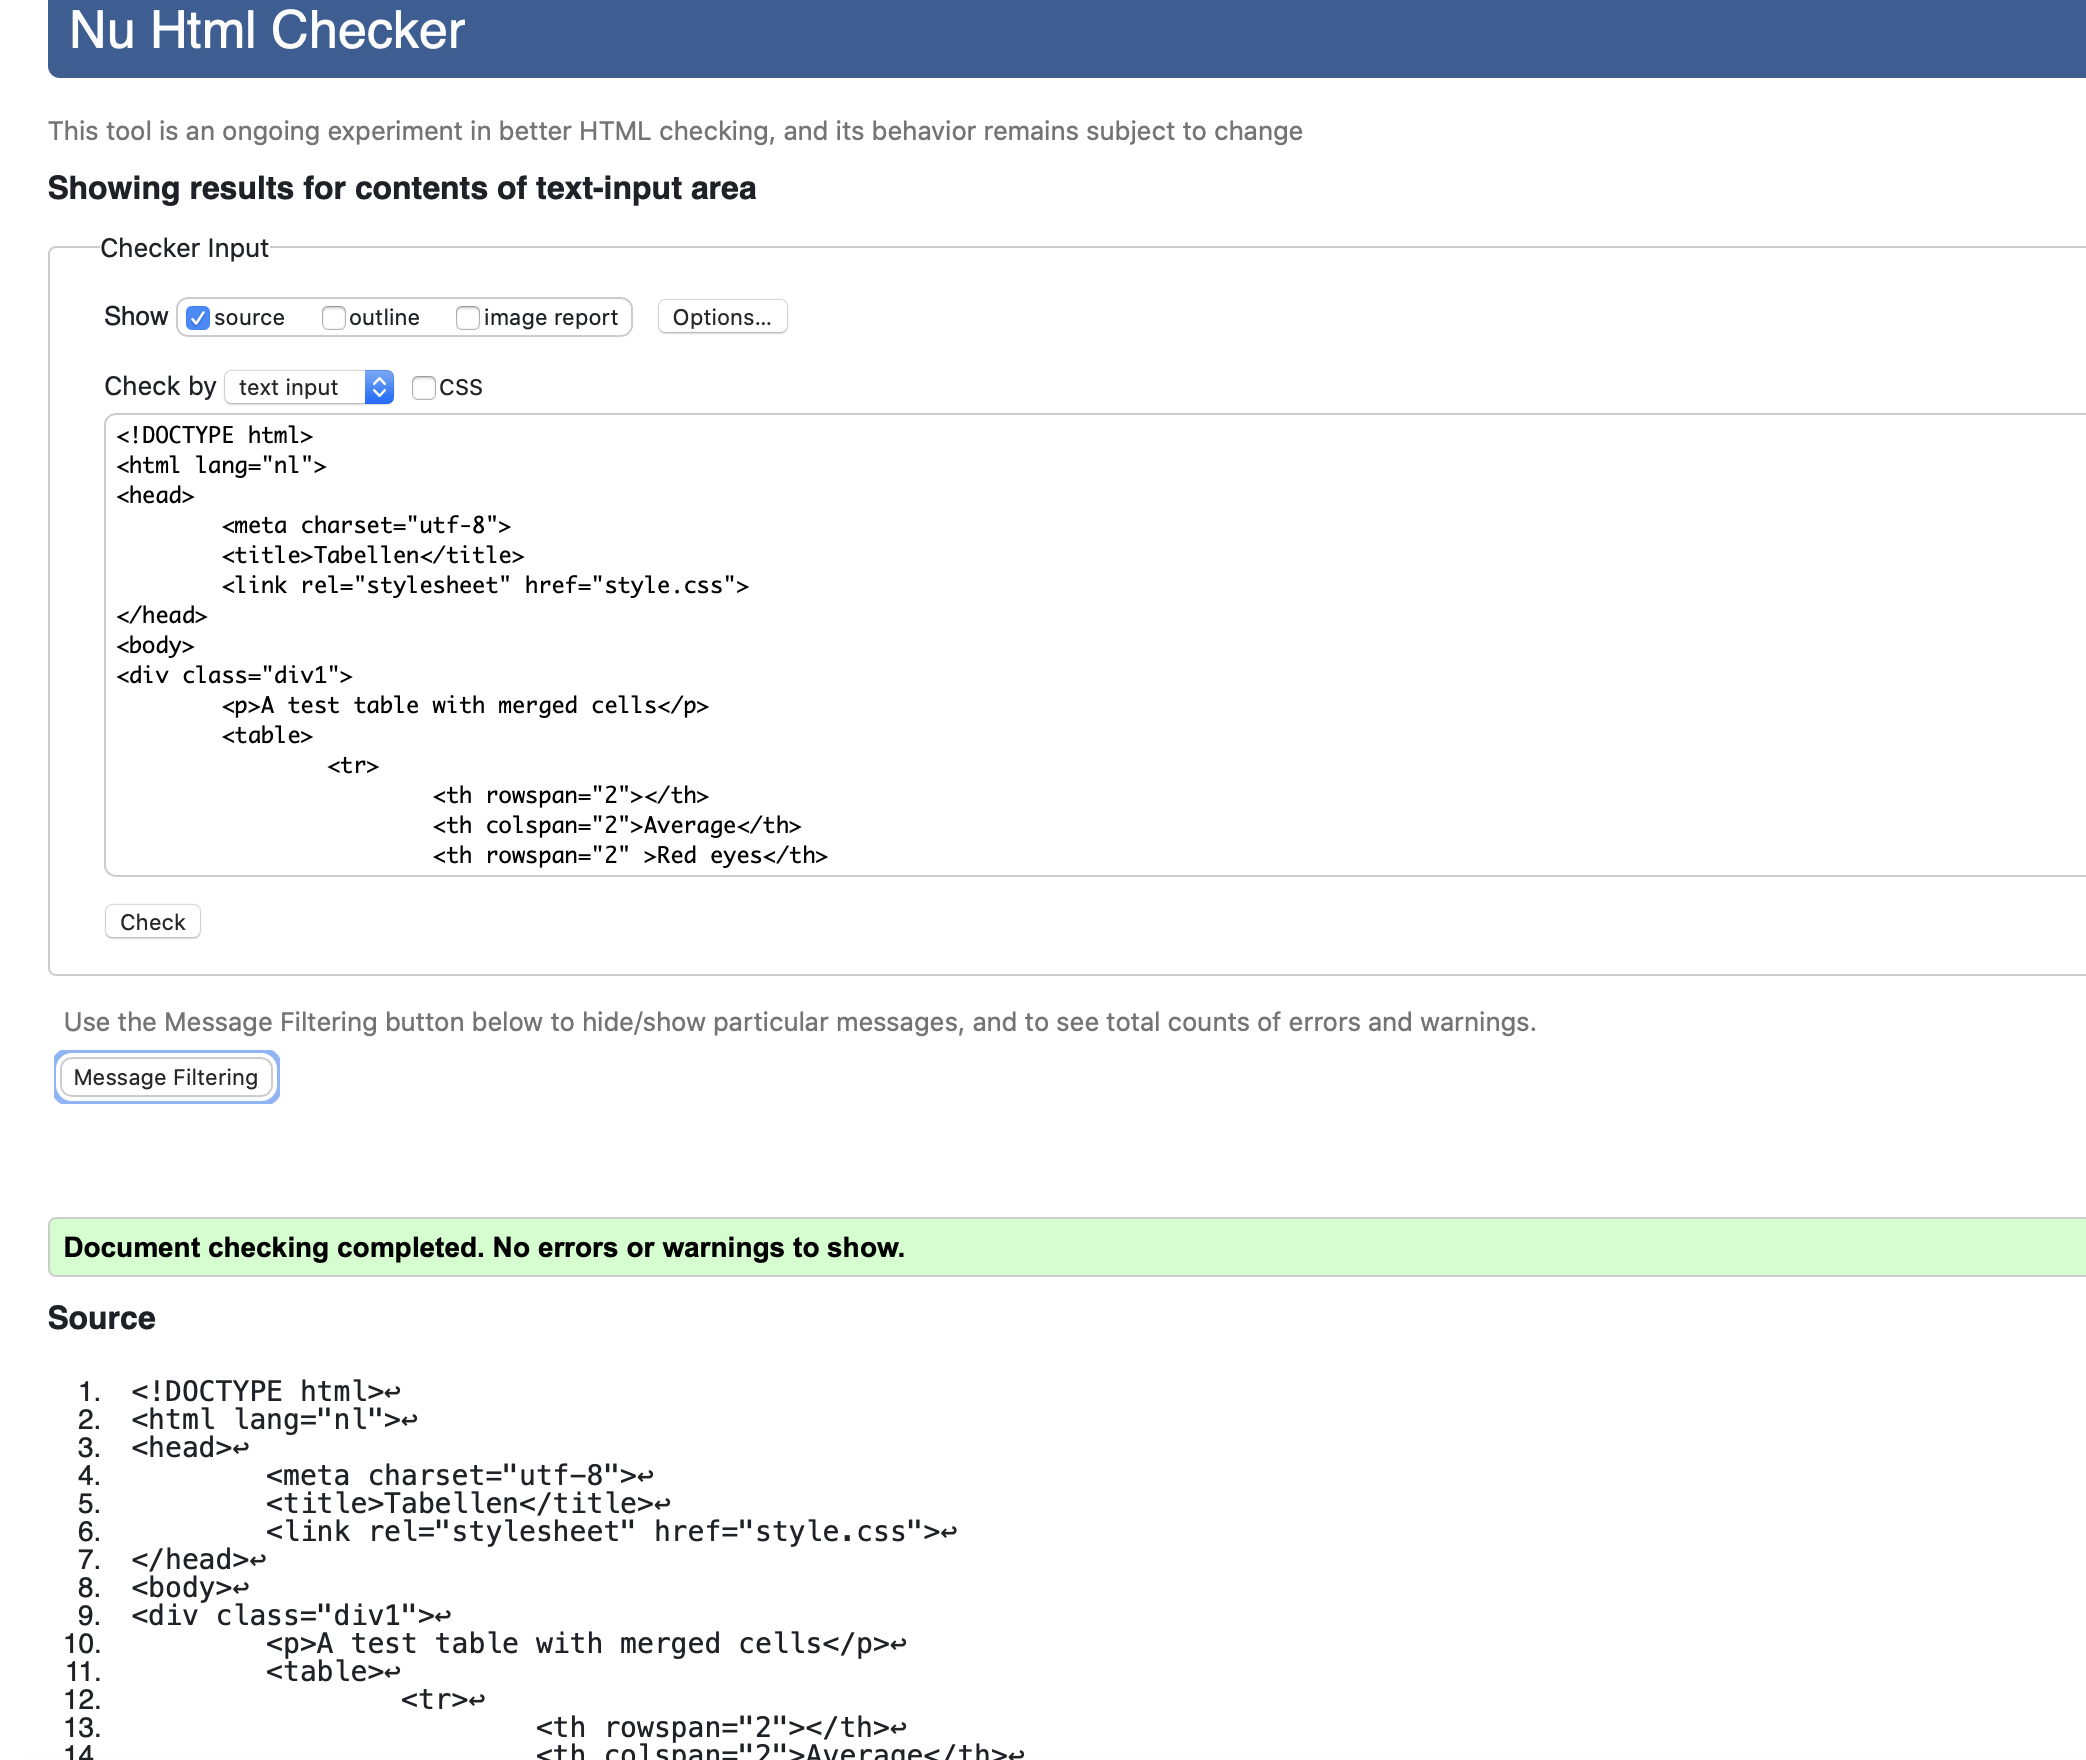 Nu Html Checker
This tool is an ongoing experiment in better HTML checking, and its behavior remains subject to change
Showing results for contents of text-input area
Checker Input
Show source outline image report Options...
Check by text input CSS
<!DOCTYPE html>
<html lang="nl">
<head>
<meta charset="utf-8">
<title>Tabellen</title>
<link rel="stylesheet" href="style.css">
</head>
<body>
<div class="div1">
<p>A test table with merged cells</p>
<table>
<tr>
<th rowspan="2"></th>
<th colspan="2">Average</th>
<th rowspan="2" >Red eyes</th>
Check
Use the Message Filtering button below to hide/show particular messages, and to see total counts of errors and warnings.
Message Filtering
Document checking completed. No errors or warnings to show.
Source
1. <!DOCTYPE html>↩
2. <html lang="nl">↩
3. <head>↩
4. <meta charset="utf-8">↩
5. <title>Tabellen</title>↩
6. <link rel="stylesheet" href="style.css">↩
7. </head>↩
8. <body>↩
9. <div class="div1">↩
10. <p>A test table with merged cells</p>↩
11. <table>↩
12. <tr>↩
13. <th rowspan="2"></th>↩
14. <th colspan="2">Average</th>↩